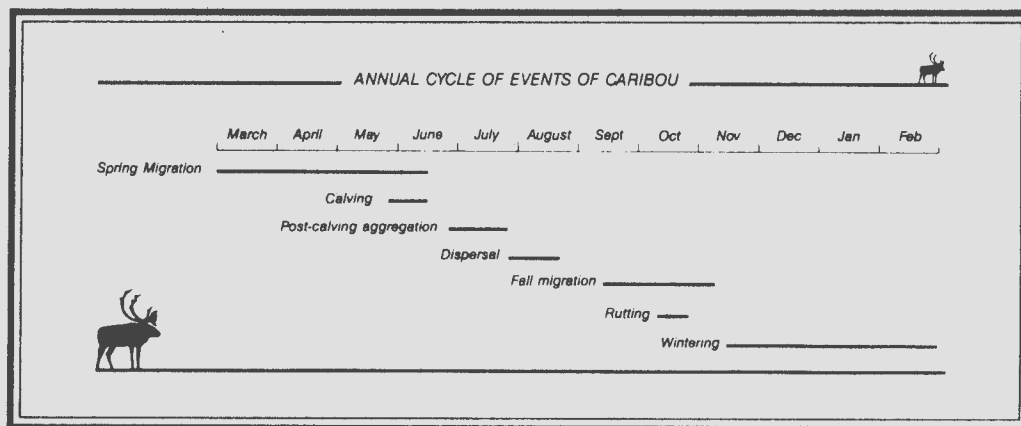 ANNUAL CYCLE OF EVENTS OF CARIBOU
March April May June July August Sept Oct Nov Dec Jan Feb
Spring Migration
Calving
Post-calving aggregation
Dispersal
Fall migration
Rutting
Wintering